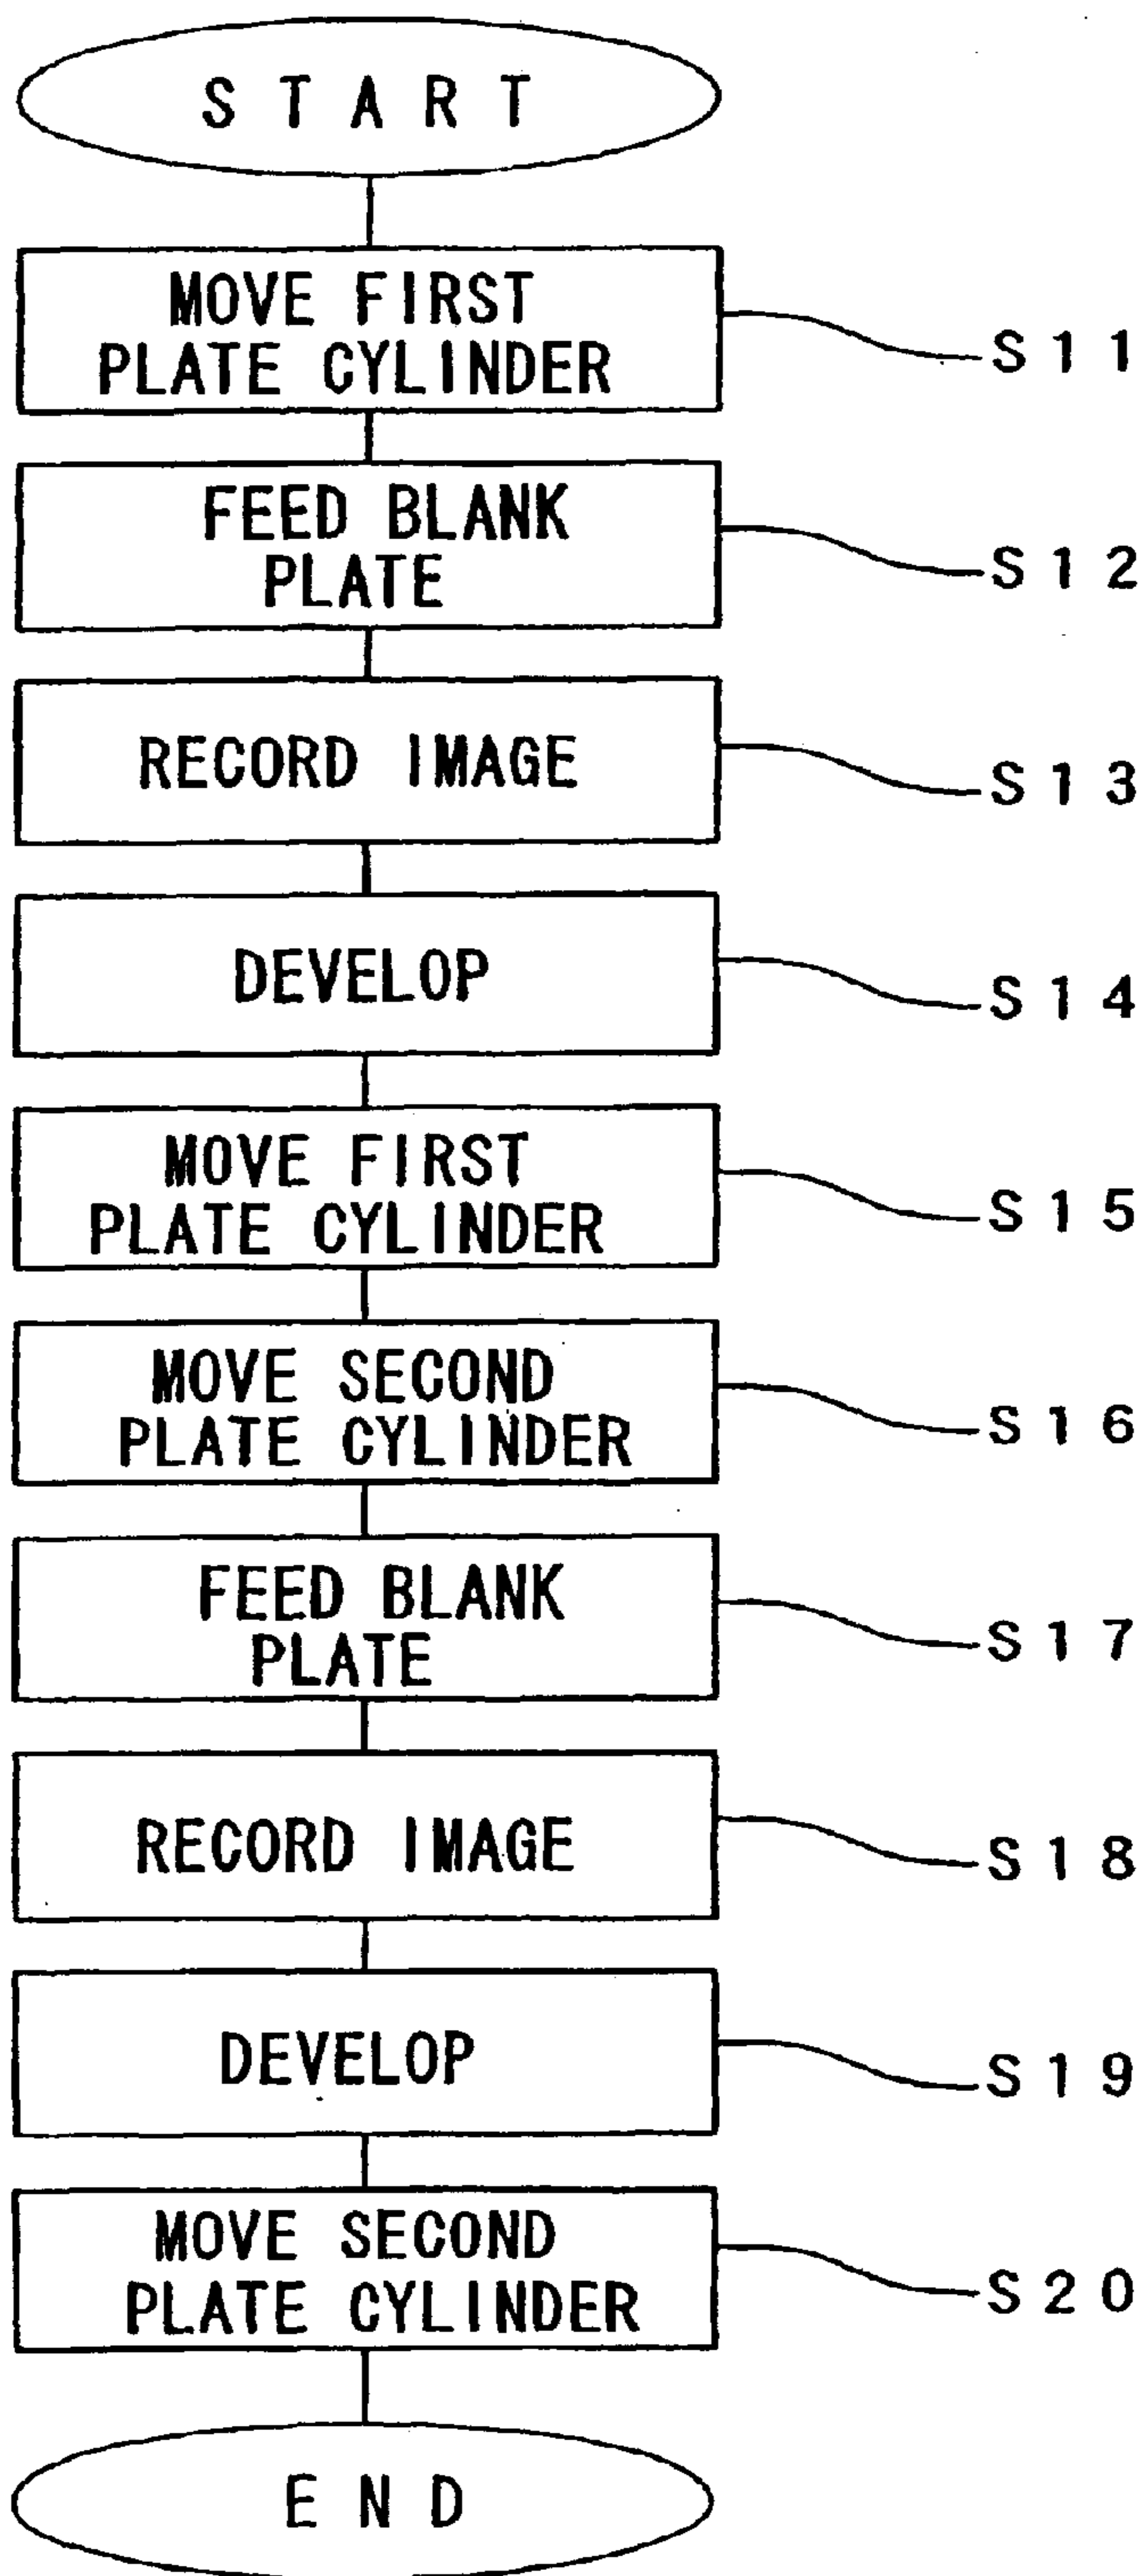 START
MOVE FIRST
PLATE CYLINDER
S11
FEED BLANK
PLATE
S12
RECORD IMAGE
S13
DEVELOP
S14
MOVE FIRST
PLATE CYLINDER
S15
MOVE SECOND
PLATE CYLINDER
S16
FEED BLANK
PLATE
S17
RECORD IMAGE
S18
DEVELOP
S19
MOVE SECOND
PLATE CYLINDER
S20
END